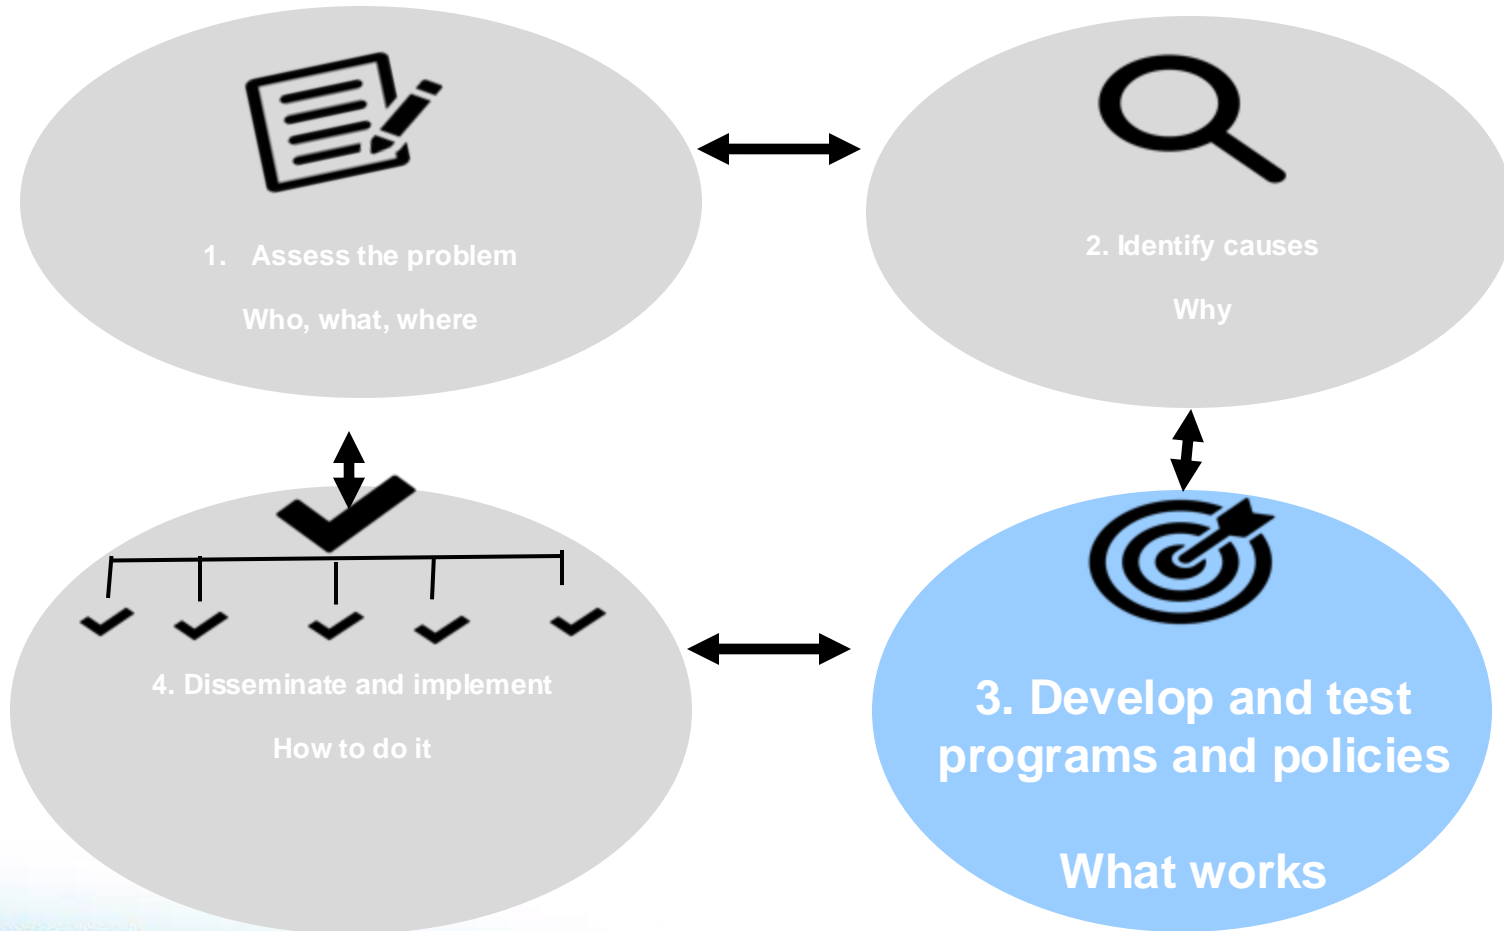 1. Assess the problem
Who, what, where
2. Identify causes
Why
4. Disseminate and implement
How to do it
3. Develop and test
programs and policies
What works